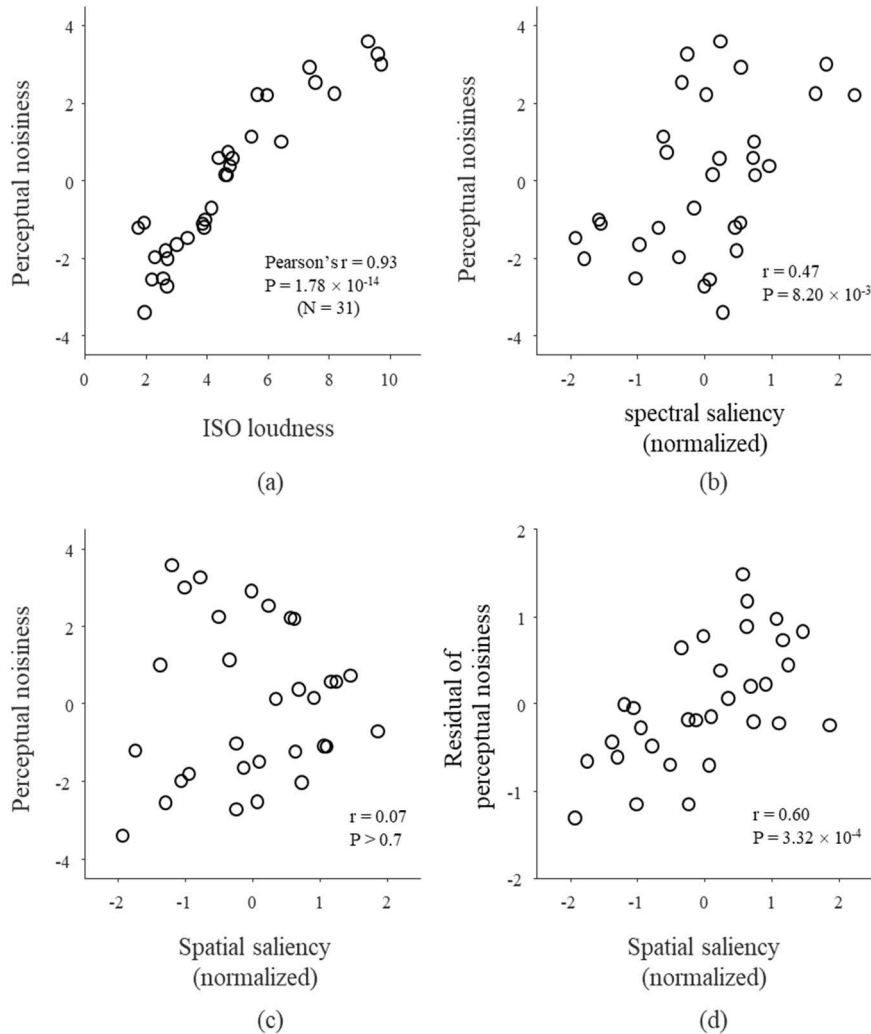 Perceptual noisiness
4
2
0
-2
-4
Pearson's r = 0.93
P = 1.78 × 10-14
(N = 31)
0 2 4 6 8 10
ISO loudness
(a)
Perceptual noisiness
4
2
0
-2
-4
r = 0.47
P = 8.20 × 10-3
-2 -1 0 1 2
spectral saliency
(normalized)
(b)
Perceptual noisiness
4
2
0
-2
-4
r = 0.07
P > 0.7
-2 -1 0 1 2
Spatial saliency
(normalized)
(c)
Residual of
perceptual noisiness
2
1
0
-1
-2
r = 0.60
P = 3.32 × 10-4
-2 -1 0 1 2
Spatial saliency
(normalized)
(d)